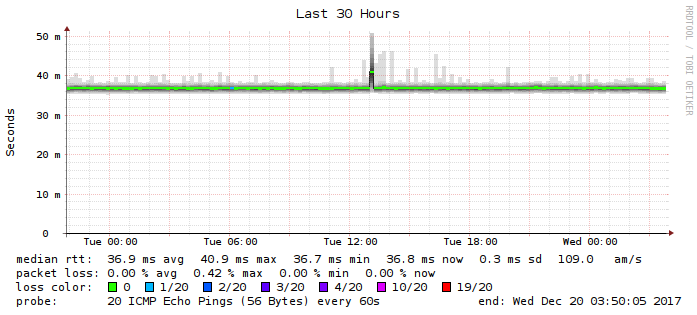 Last 30 Hours
RRDTOOL / TOBI OETIKER
Seconds
50 m
40 m
30 m
20 m
10 m
0
Tue 00:00 Tue 06:00 Tue 12:00 Tue 18:00 Wed 00:00
median rtt: 36.9 ms avg 40.9 ms max 36.7 ms min 36.8 ms now 0.3 ms sd 109.0 am/s
packet loss: 0.00 % avg 0.42 % max 0.00 % min 0.00 % now
loss color: 0 1/20 2/20 3/20 4/20 10/20 19/20
probe: 20 ICMP Echo Pings (56 Bytes) every 60s end: Wed Dec 20 03:50:05 2017